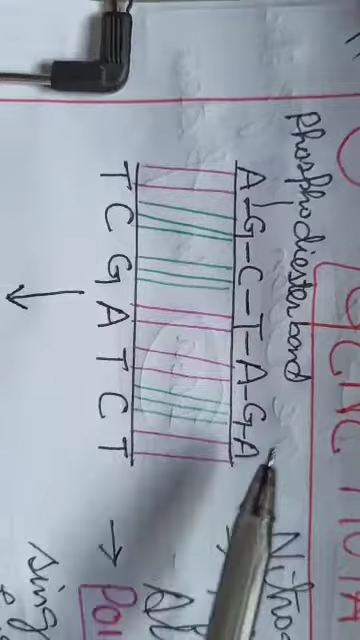 Phosphodiester bond
A-G-C-T-A-G-A
Nitro
T C G A T C T
→ Poi
sing